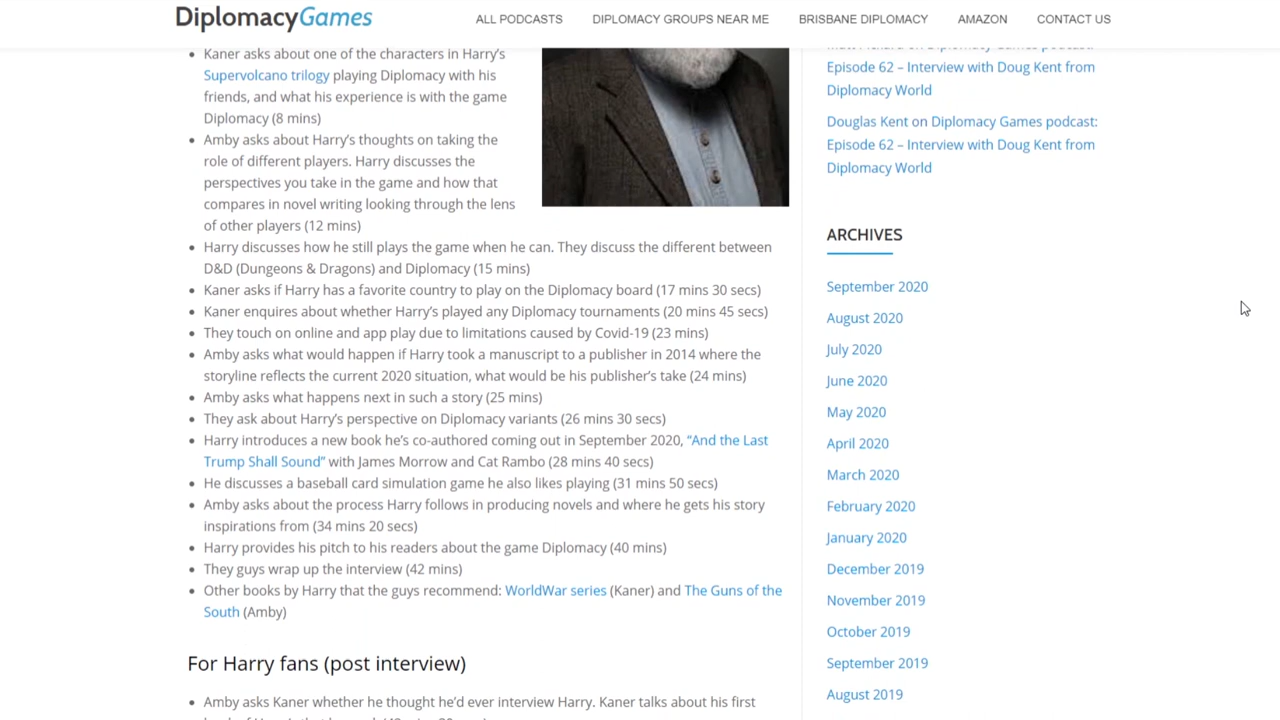 DiplomacyGames
ALL PODCASTS
DIPLOMACY GROUPS NEAR ME
BRISBANE DIPLOMACY
AMAZON
CONTACT US
Kaner asks about one of the characters in Harry's
Supervolcano trilogy playing Diplomacy with his
friends, and what his experience is with the game
Diplomacy (8 mins)
Amby asks about Harry's thoughts on taking the
role of different players. Harry discusses the
perspectives you take in the game and how that
compares in novel writing looking through the lens
of other players (12 mins)
Harry discusses how he still plays the game when he can. They discuss the different between
D&D (Dungeons & Dragons) and Diplomacy (15 mins)
Kaner asks if Harry has a favorite country to play on the Diplomacy board (17 mins 30 secs)
Kaner enquires about whether Harry's played any Diplomacy tournaments (20 mins 45 secs)
They touch on online and app play due to limitations caused by Covid-19 (23 mins)
Amby asks what would happen if Harry took a manuscript to a publisher in 2014 where the
storyline reflects the current 2020 situation, what would be his publisher's take (24 mins)
Amby asks what happens next in such a story (25 mins)
They ask about Harry's perspective on Diplomacy variants (26 mins 30 secs)
Harry introduces a new book he's co-authored coming out in September 2020, “And the Last
Trump Shall Sound” with James Morrow and Cat Rambo (28 mins 40 secs)
He discusses a baseball card simulation game he also likes playing (31 mins 50 secs)
Amby asks about the process Harry follows in producing novels and where he gets his story
inspirations from (34 mins 20 secs)
Harry provides his pitch to his readers about the game Diplomacy (40 mins)
They guys wrap up the interview (42 mins)
Other books by Harry that the guys recommend: WorldWar series (Kaner) and The Guns of the
South (Amby)
For Harry fans (post interview)
Amby asks Kaner whether he thought he'd ever interview Harry. Kaner talks about his first
Episode 62 – Interview with Doug Kent from
Diplomacy World
Douglas Kent on Diplomacy Games podcast:
Episode 62 – Interview with Doug Kent from
Diplomacy World
ARCHIVES
September 2020
August 2020
July 2020
June 2020
May 2020
April 2020
March 2020
February 2020
January 2020
December 2019
November 2019
October 2019
September 2019
August 2019